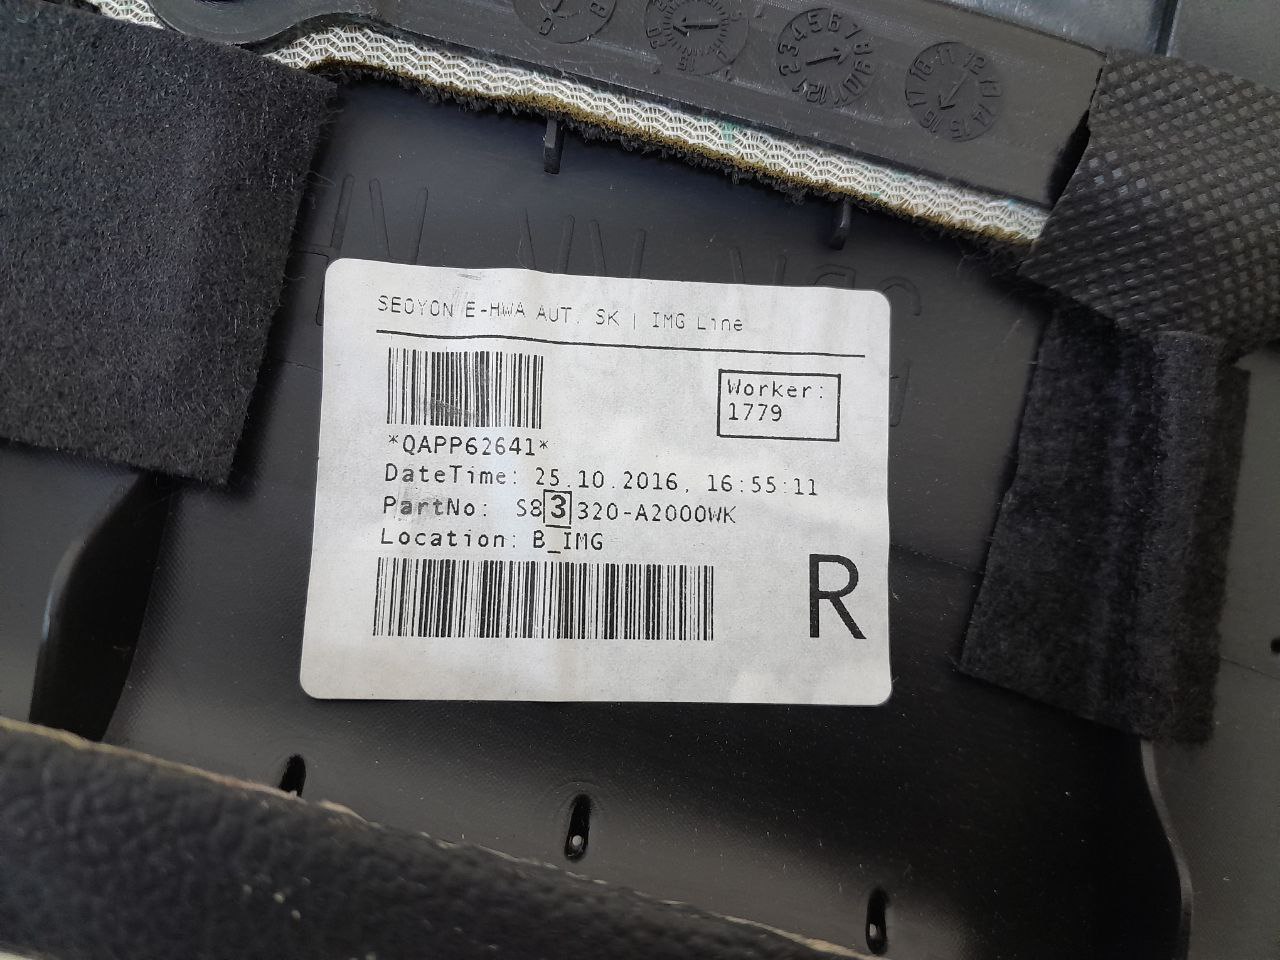 SEOYON E-HWA AUT. SK | IMG Line
Worker:
1779
*QAPP62641*
DateTime: 25.10.2016, 16:55:11
PartNo: S83320-A2000WK
Location: B_IMG
R